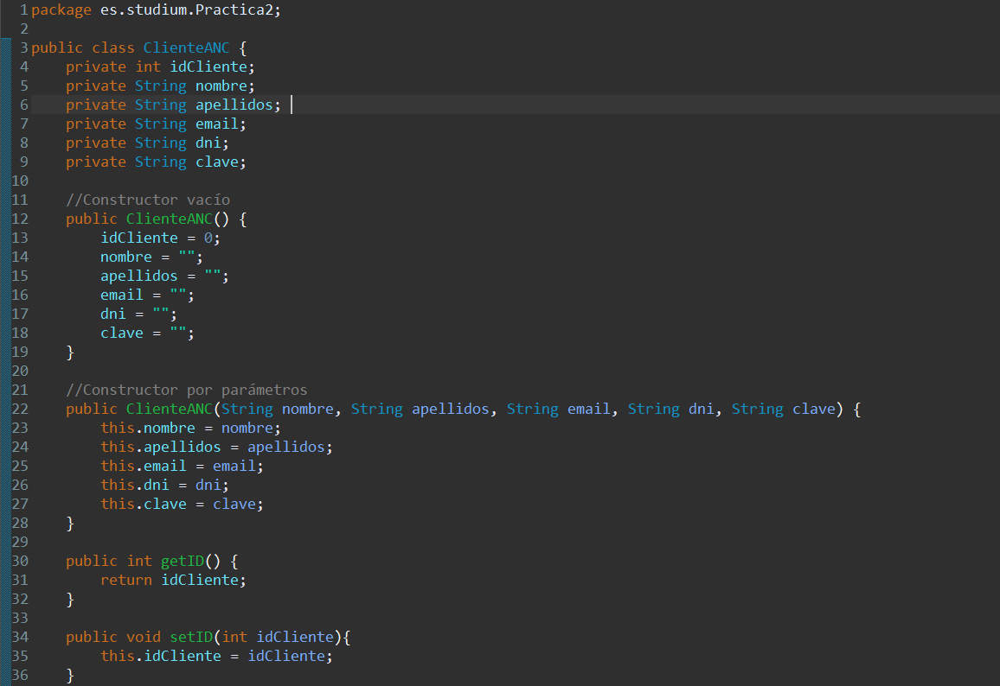 1 package es.studium.Practica2;
2
3 public class ClienteANC {
4     private int idCliente;
5     private String nombre;
6     private String apellidos;
7     private String email;
8     private String dni;
9     private String clave;
10
11     //Constructor vacío
12     public ClienteANC() {
13         idCliente = 0;
14         nombre = "";
15         apellidos = "";
16         email = "";
17         dni = "";
18         clave = "";
19     }
20
21     //Constructor por parámetros
22     public ClienteANC(String nombre, String apellidos, String email, String dni, String clave) {
23         this.nombre = nombre;
24         this.apellidos = apellidos;
25         this.email = email;
26         this.dni = dni;
27         this.clave = clave;
28     }
29
30     public int getID() {
31         return idCliente;
32     }
33
34     public void setID(int idCliente){
35         this.idCliente = idCliente;
36     }